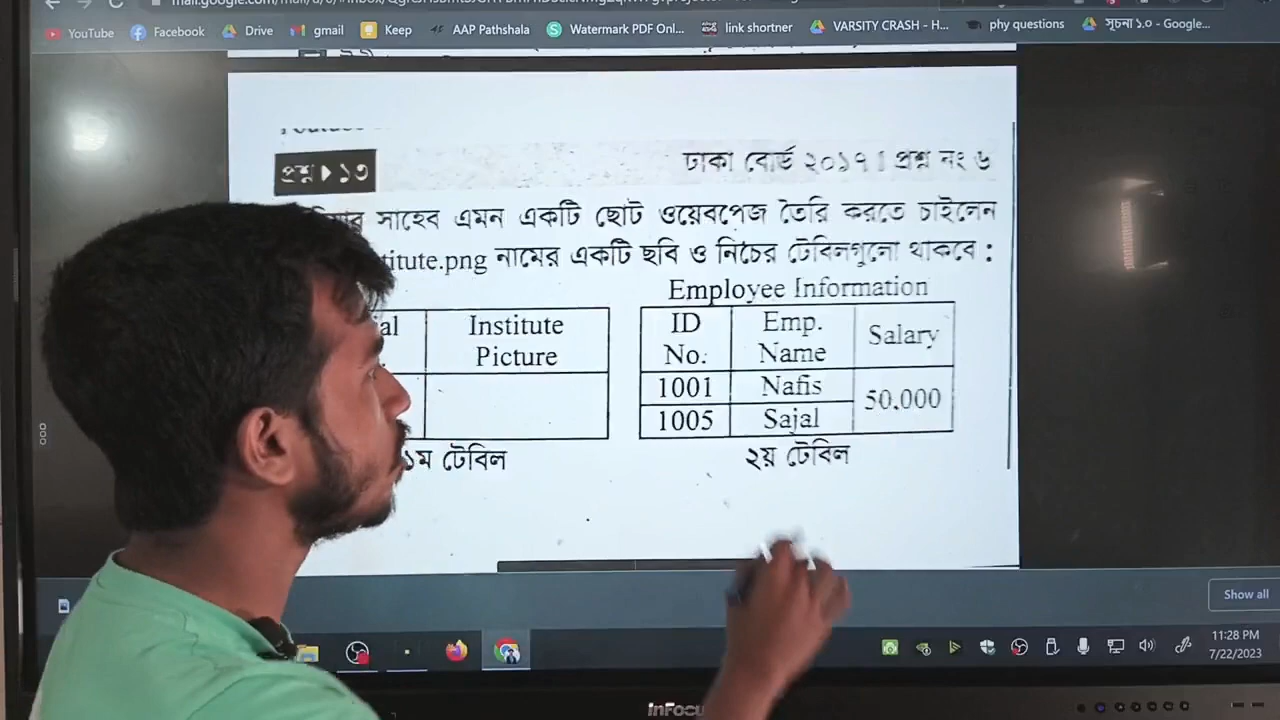 YouTube Facebook Drive gmail Keep AAP Pathshala Watermark PDF Onl... link shortner VARSITY CRASH - H... phy questions সূচনা ১.০ - Google...
প্রশ্ন ▶ ১৩
ঢাকা বোর্ড ২০১৭। প্রশ্ন নং ৬
সাহেব এমন একটি ছোট ওয়েবপেজ তৈরি করতে চাইলেন
titute.png নামের একটি ছবি ও নিচের টেবিলগুলো থাকবে :
al
Institute
Picture
১ম টেবিল
Employee Information
ID No. Emp. Name Salary
1001 Nafis 50,000
1005 Sajal
২য় টেবিল
Show all
11:28 PM
7/22/2023
InFocus